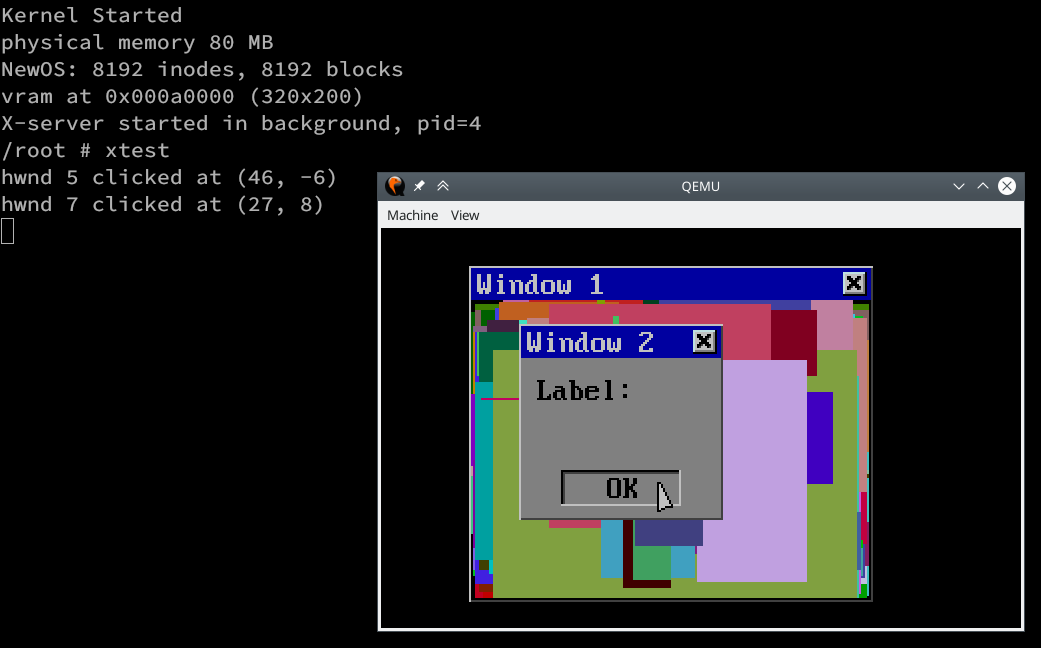 Kernel Started
physical memory 80 MB
NewOS: 8192 inodes, 8192 blocks
vram at 0x000a0000 (320x200)
X-server started in background, pid=4
/root # xtest
hwnd 5 clicked at (46, -6)
hwnd 7 clicked at (27, 8)
QEMU
Machine View
Window 1
Window 2
Label:
OK